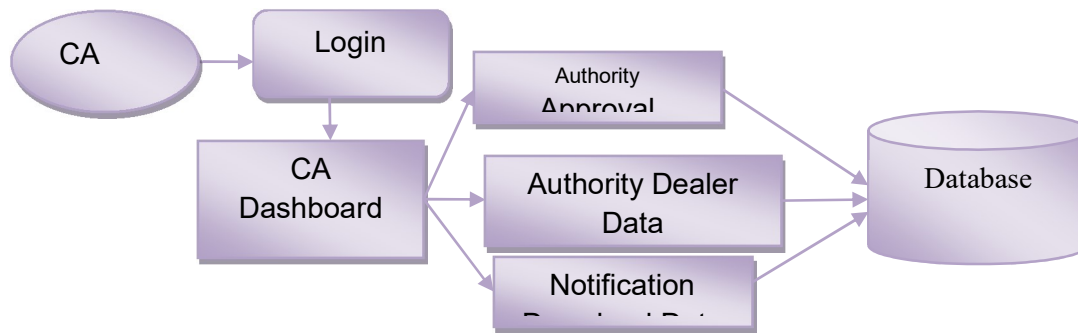 CA
Login
Authority
Approval
CA
Dashboard
Authority Dealer
Data
Database
Notification